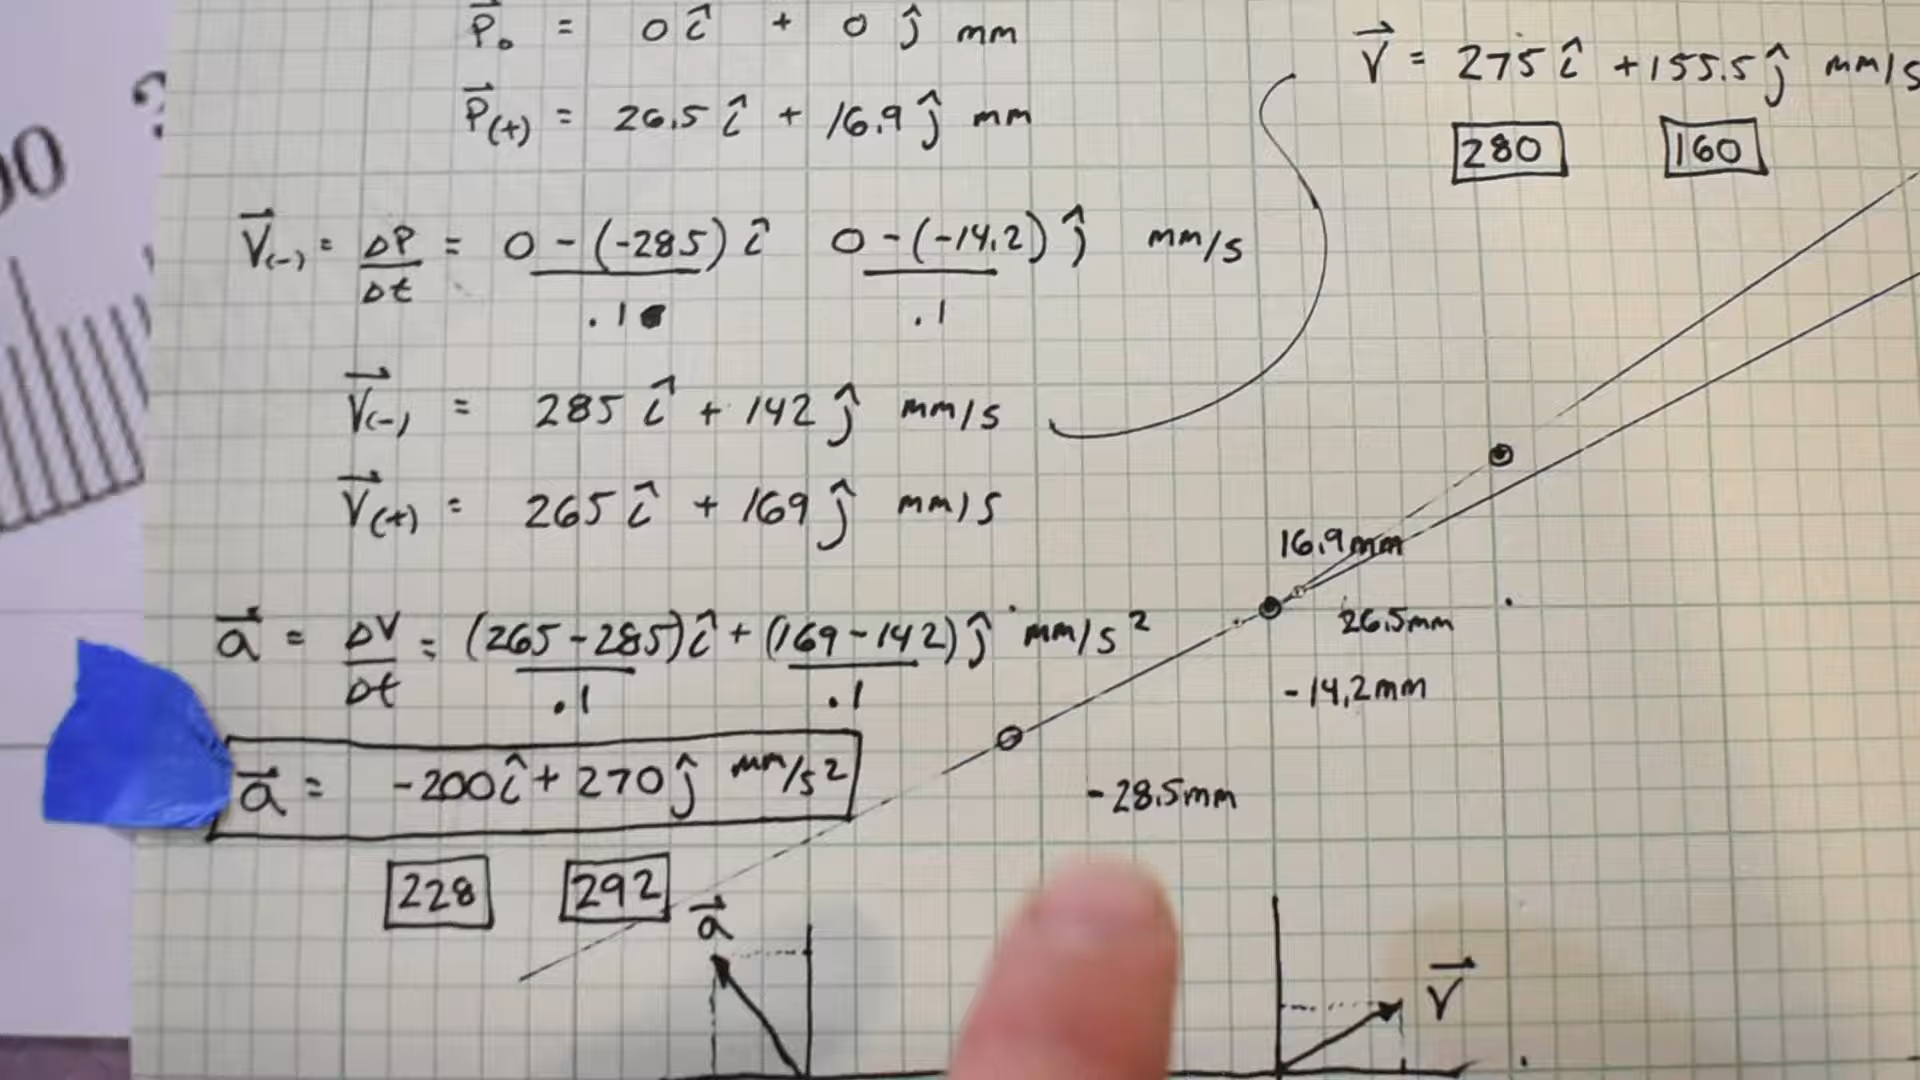 P₀ = 0 î + 0 ĵ mm
P(+) = 26.5 î + 16.9 ĵ mm
V = 275 î + 155.5 ĵ mm/s
280 160
V(-) = ΔP/Δt = 0 - (-285) î / .1 0 - (-14.2) ĵ / .1 mm/s
V(-) = 285 î + 142 ĵ mm/s
V(+) = 265 î + 169 ĵ mm/s
a = ΔV/Δt = (265 - 285) î / .1 + (169 - 142) ĵ / .1 mm/s²
a = -200 î + 270 ĵ mm/s²
228 292
16.9mm
26.5mm
-14.2mm
-28.5mm
a
V